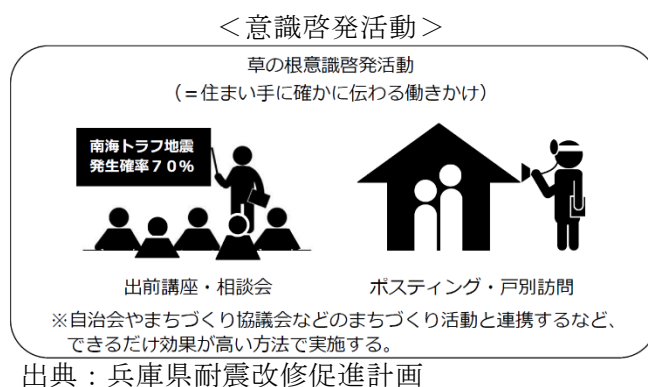 ＜意識啓発活動＞
草の根意識啓発活動
（＝住まい手に確かに伝わる働きかけ）
南海トラフ地震
発生確率７０％
出前講座・相談会
ポスティング・戸別訪問
※自治会やまちづくり協議会などのまちづくり活動と連携するなど、
できるだけ効果が高い方法で実施する。
出典：兵庫県耐震改修促進計画